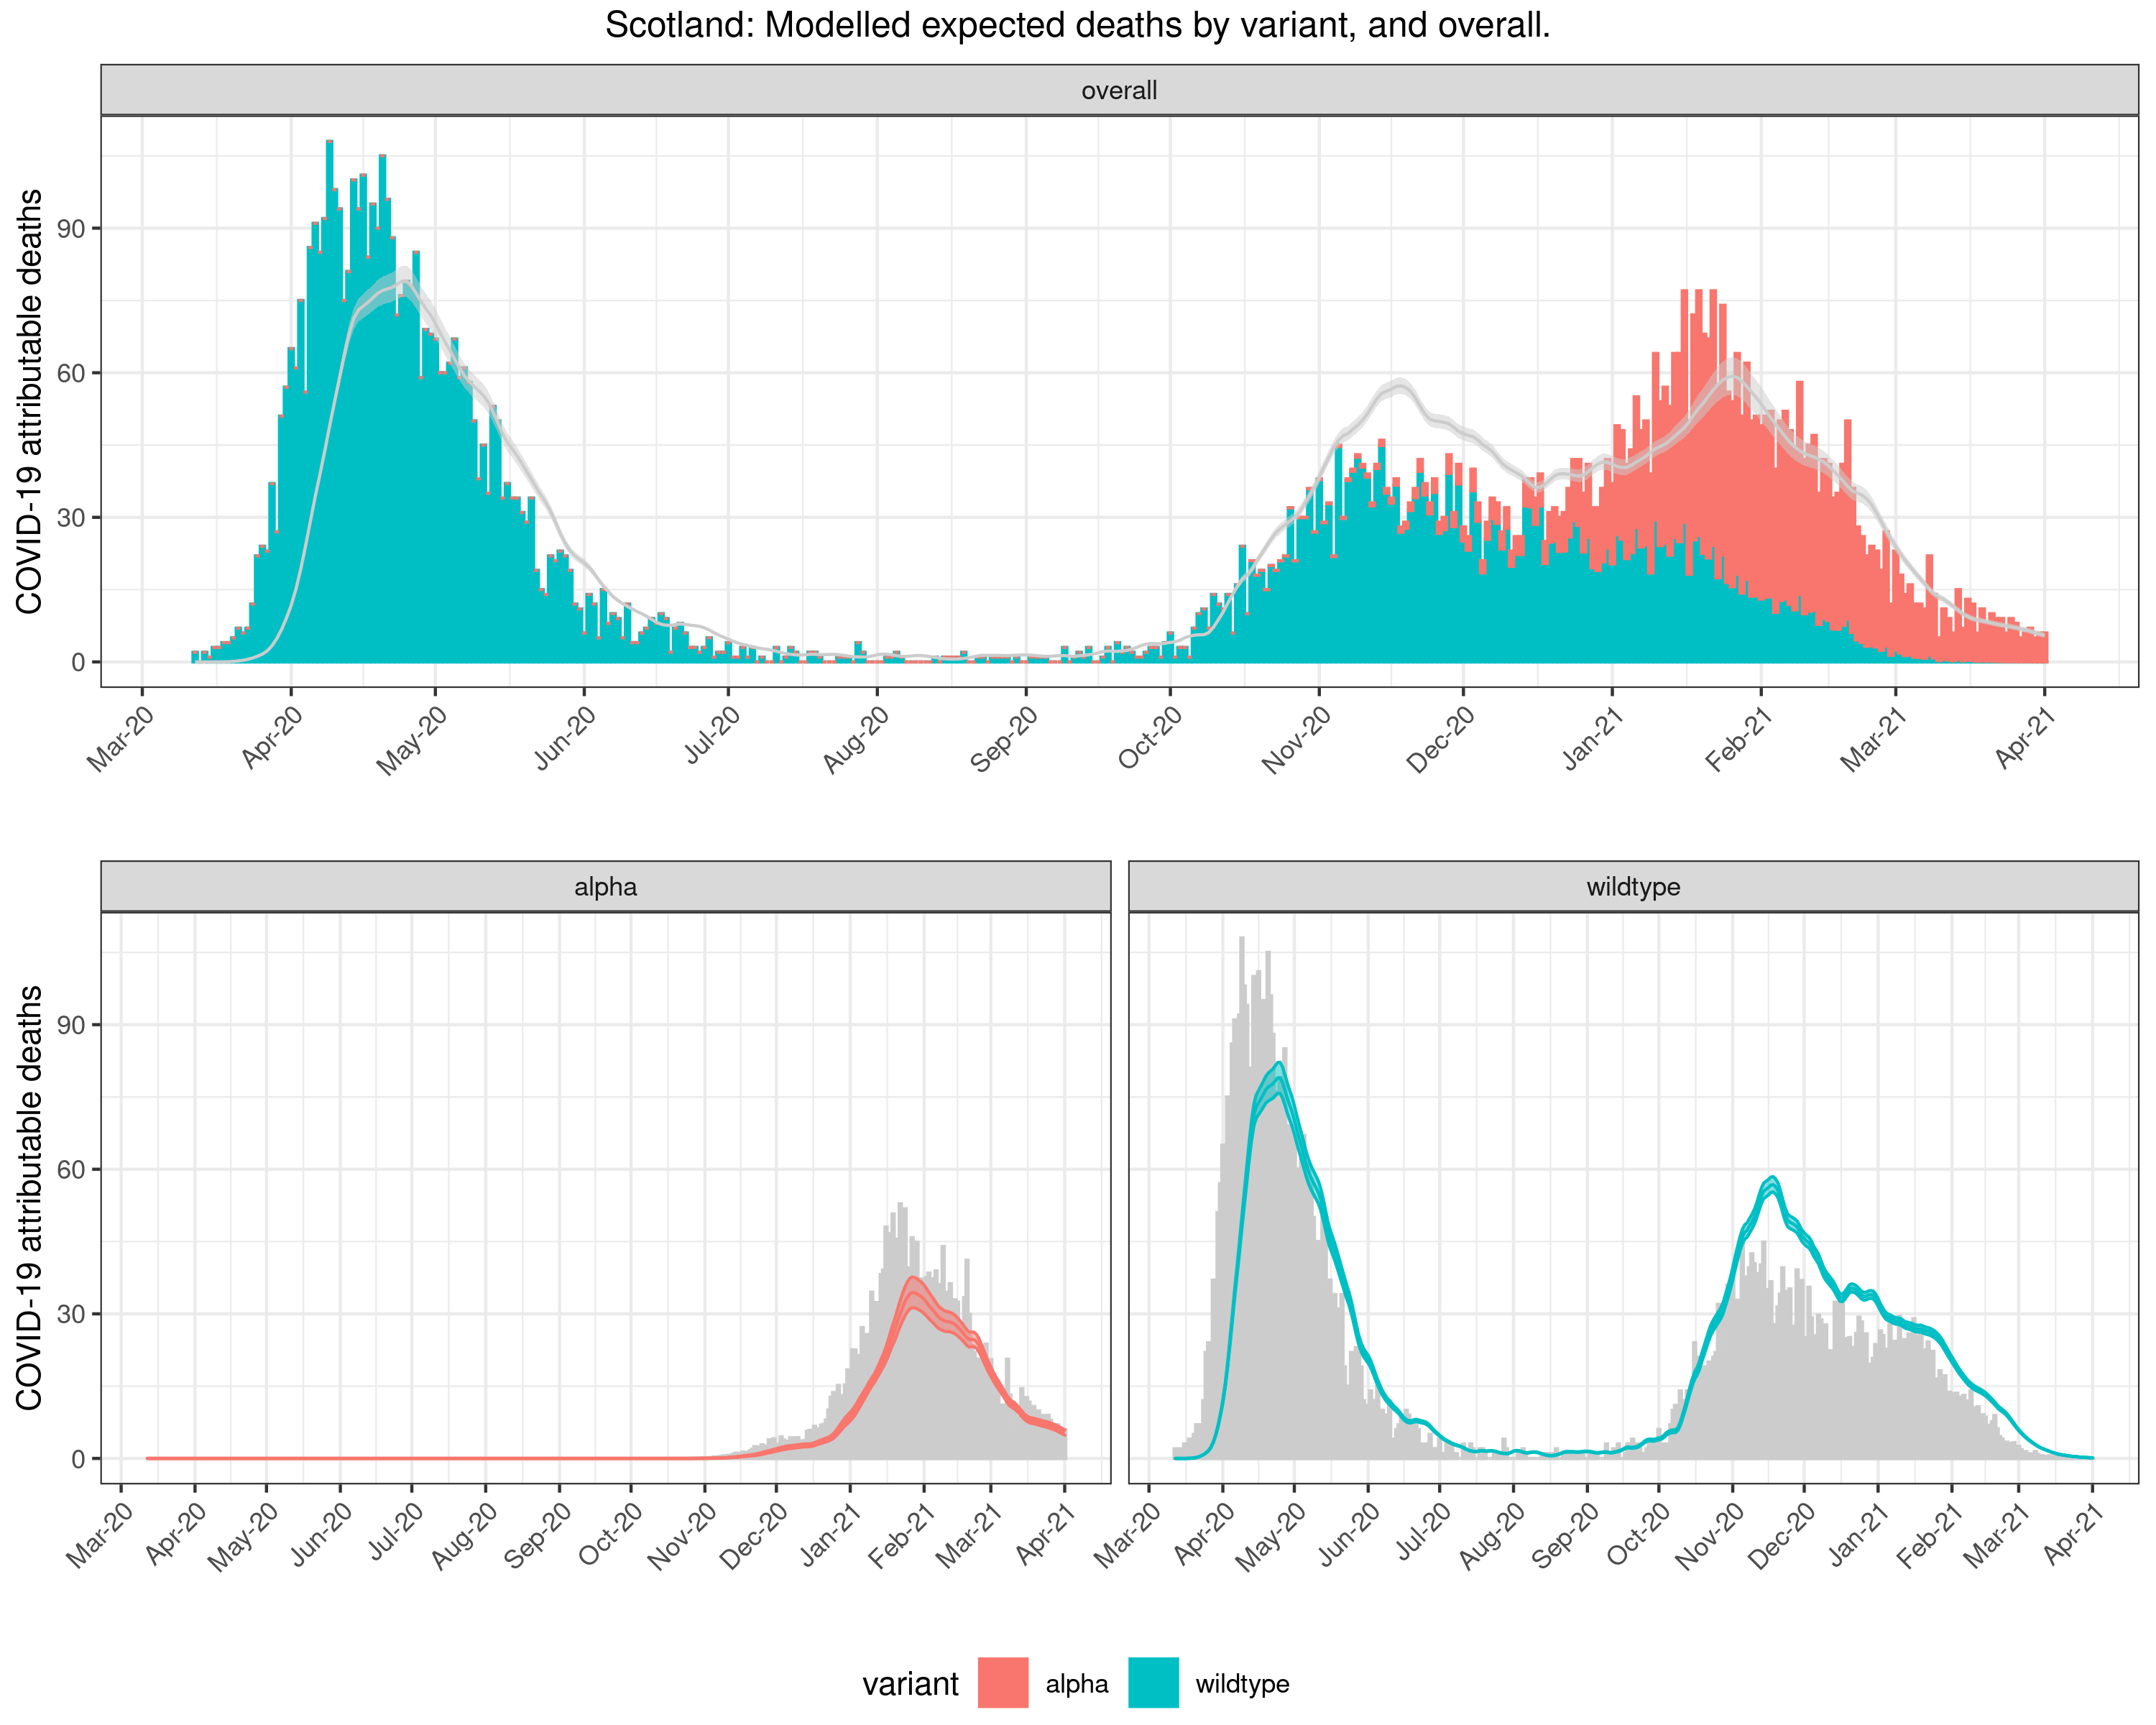 Scotland: Modelled expected deaths by variant, and overall.
overall
COVID-19 attributable deaths
90
60
30
0
Mar-20 Apr-20 May-20 Jun-20 Jul-20 Aug-20 Sep-20 Oct-20 Nov-20 Dec-20 Jan-21 Feb-21 Mar-21 Apr-21
alpha wildtype
COVID-19 attributable deaths
90
60
30
0
Mar-20 Apr-20 May-20 Jun-20 Jul-20 Aug-20 Sep-20 Oct-20 Nov-20 Dec-20 Jan-21 Feb-21 Mar-21 Apr-21 Mar-20 Apr-20 May-20 Jun-20 Jul-20 Aug-20 Sep-20 Oct-20 Nov-20 Dec-20 Jan-21 Feb-21 Mar-21 Apr-21
variant alpha wildtype